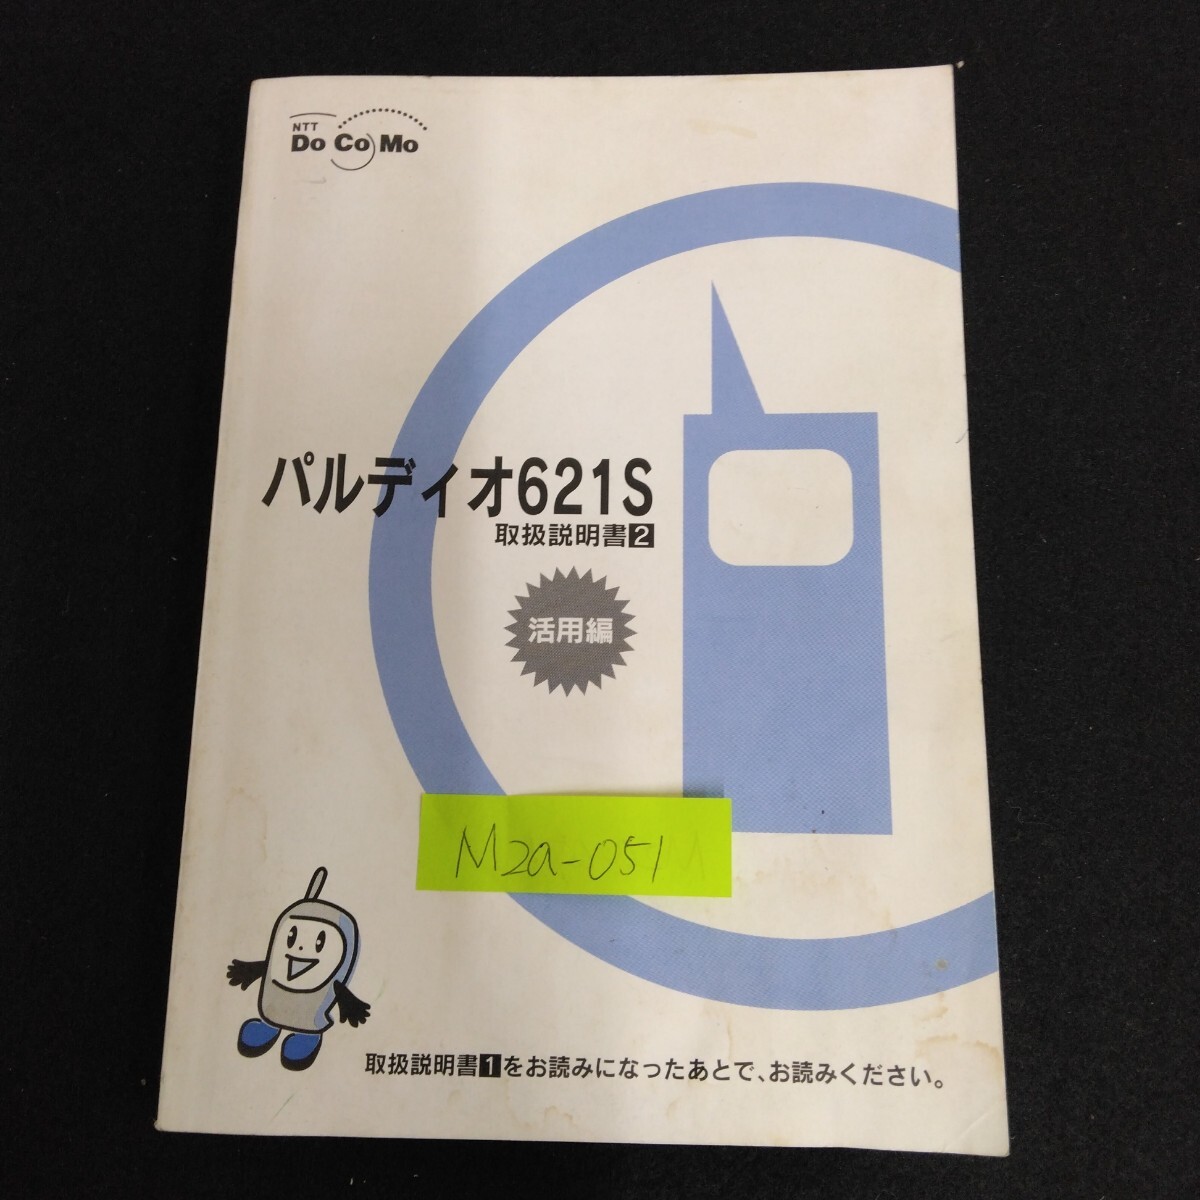 NTT
DoCoMo
パルディオ621S
取扱説明書2
活用編
M2a-051
取扱説明書1をお読みになったあとで、お読みください。